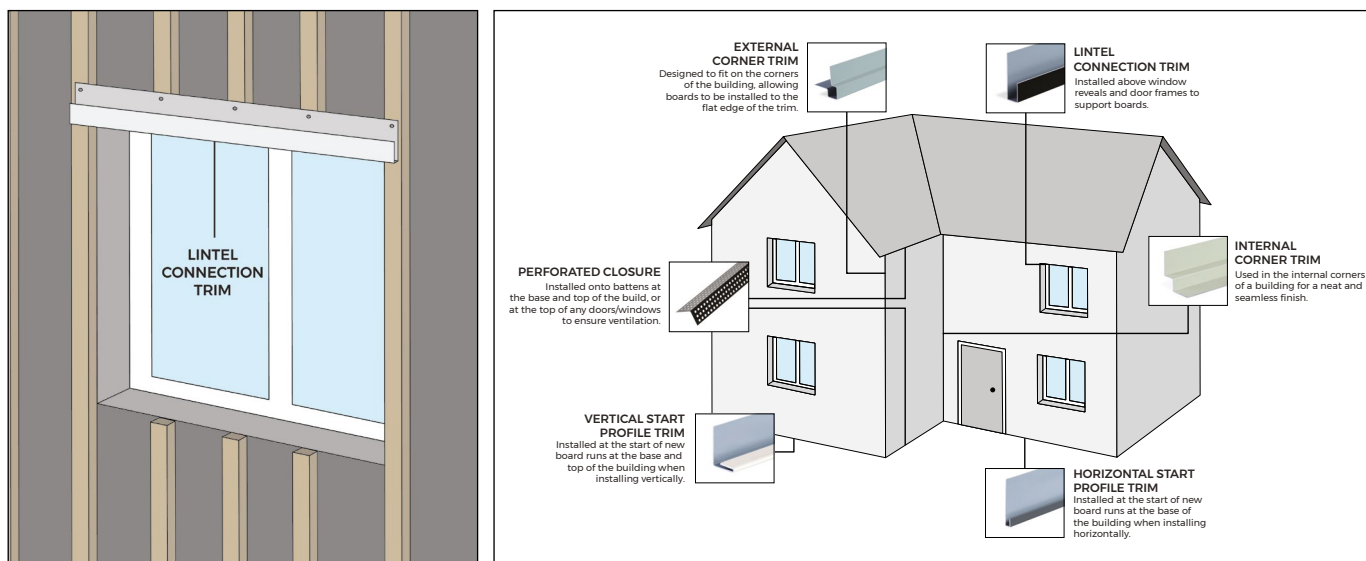 LINTEL
CONNECTION
TRIM
EXTERNAL
CORNER TRIM
Designed to fit on the corners
of the building, allowing
boards to be installed to the
flat edge of the trim.
LINTEL
CONNECTION TRIM
Installed above window
reveals and door frames to
support boards.
PERFORATED CLOSURE
Installed onto battens at
the base and top of the build, or
at the top of any doors/windows
to ensure ventilation.
INTERNAL
CORNER TRIM
Used in the internal corners
of a building for a neat and
seamless finish.
VERTICAL START
PROFILE TRIM
Installed at the start of new
board runs at the base and
top of the building when
installing vertically.
HORIZONTAL START
PROFILE TRIM
Installed at the start of new
board runs at the base of
the building when installing
horizontally.